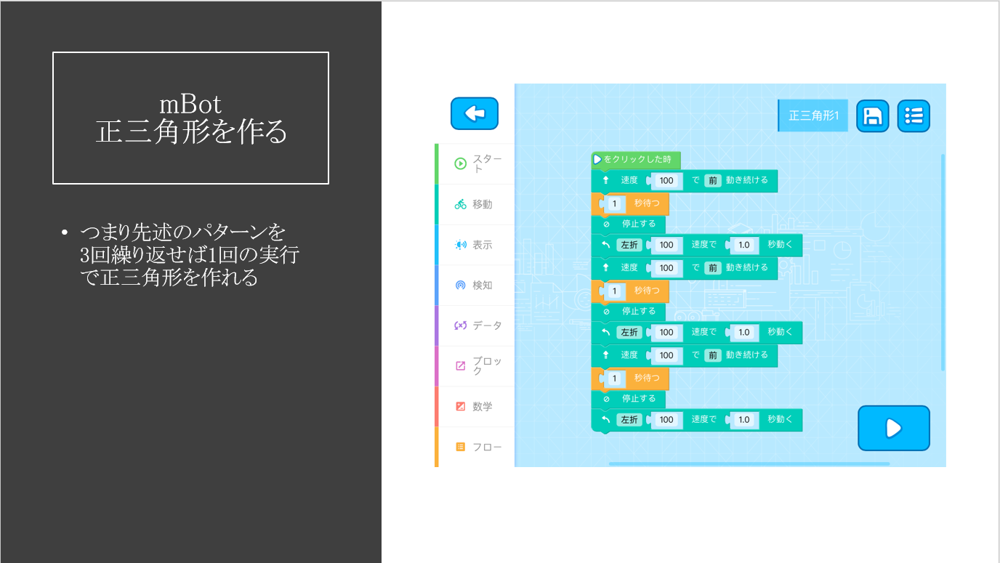 mBot
正三角形を作る
• つまり先述のパターンを
3回繰り返せば1回の実行
で正三角形を作れる
正三角形1
スター
ト
移動
表示
検知
データ
ブロッ
ク
数学
フロー
をクリックした時
速度 100 で 前 動き続ける
1 秒待つ
停止する
左折 100 速度で 1.0 秒動く
速度 100 で 前 動き続ける
1 秒待つ
停止する
左折 100 速度で 1.0 秒動く
速度 100 で 前 動き続ける
1 秒待つ
停止する
左折 100 速度で 1.0 秒動く